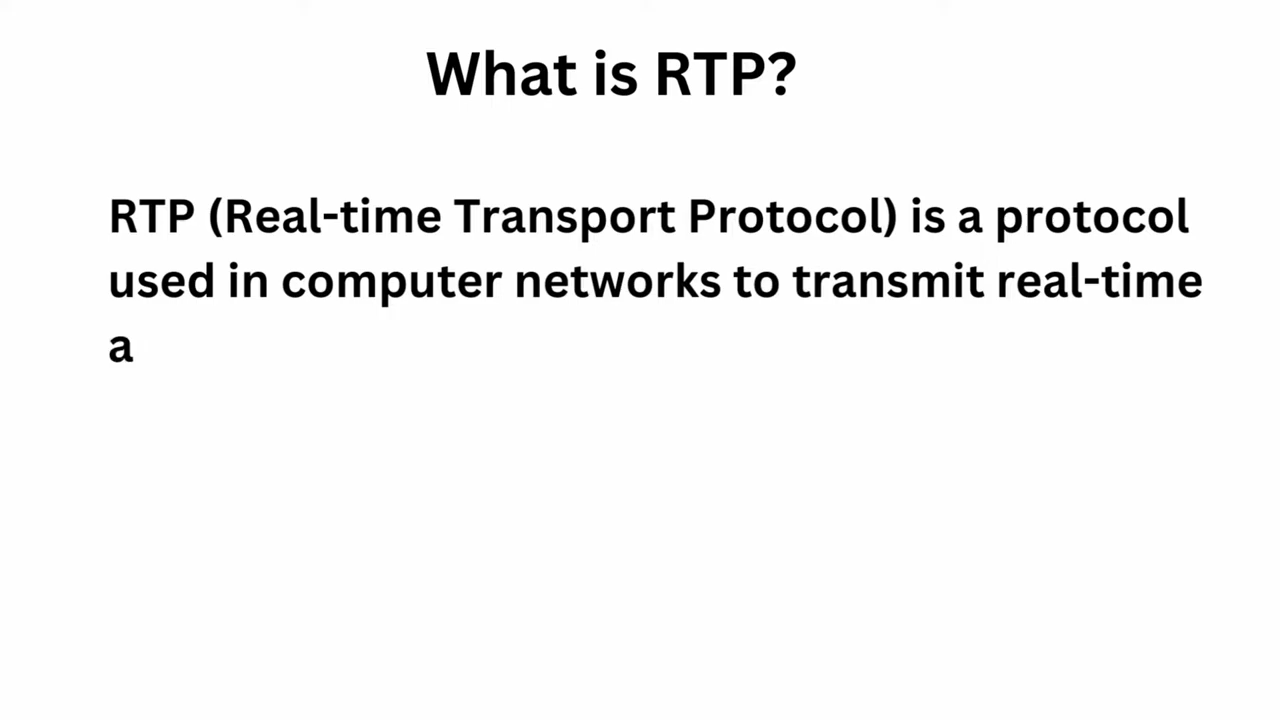 What is RTP?
RTP (Real-time Transport Protocol) is a protocol
used in computer networks to transmit real-time
a